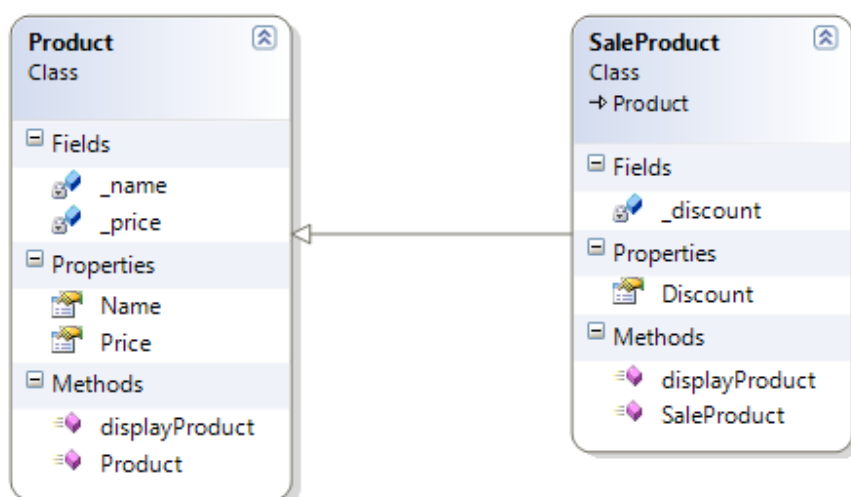 Product
Class
Fields
_name
_price
Properties
Name
Price
Methods
displayProduct
Product
SaleProduct
Class
Product
Fields
_discount
Properties
Discount
Methods
displayProduct
SaleProduct